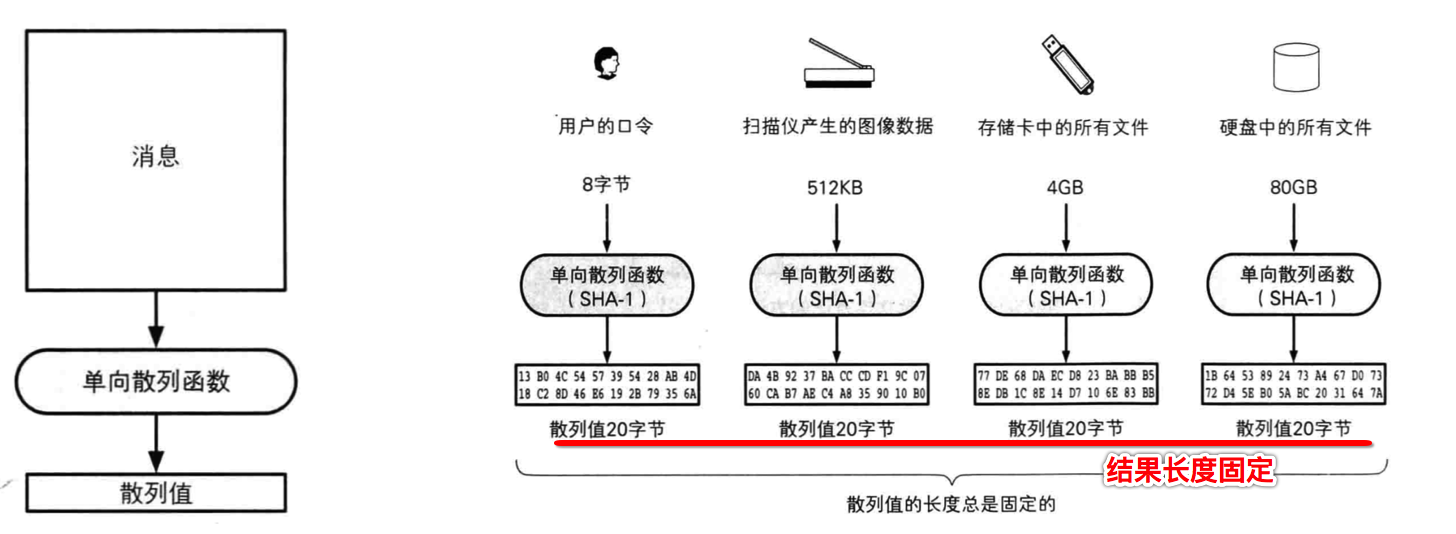 消息
单向散列函数
散列值
用户的口令
扫描仪产生的图像数据
存储卡中的所有文件
硬盘中的所有文件
8字节
512KB
4GB
80GB
单向散列函数
(SHA-1)
单向散列函数
(SHA-1)
单向散列函数
(SHA-1)
单向散列函数
(SHA-1)
13 B0 4C 54 57 39 54 28 AB 4D
18 C2 8D 46 E6 19 2B 79 35 6A
DA 4B 92 37 BA CC CD F1 9C 07
60 CA B7 AE C4 A8 35 90 10 B0
77 DE 68 DA EC D8 23 BA BB B5
8E DB 1C 8E 14 D7 10 6E 83 BB
1B 64 53 89 24 73 A4 67 D0 73
72 D4 5E B0 5A BC 20 31 64 7A
散列值20字节
散列值20字节
散列值20字节
散列值20字节
结果长度固定
散列值的长度总是固定的